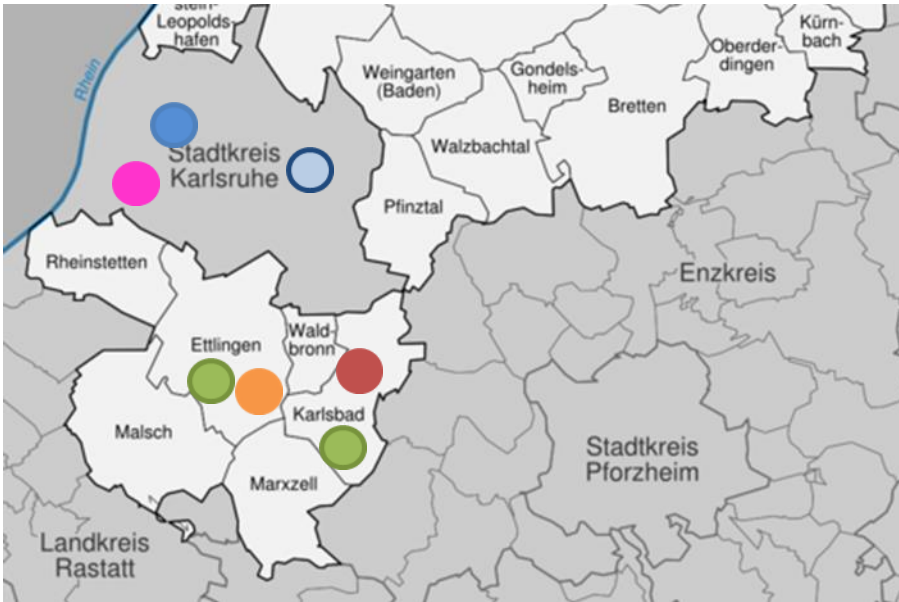 stein-
Leopolds-
hafen
Kürn-
bach
Oberder-
dingen
Rhein
Weingarten
(Baden)
Gondels-
heim
Bretten
Walzbachtal
Stadtkreis
Karlsruhe
Pfinztal
Rheinstetten
Enzkreis
Ettlingen
Wald-
bronn
Karlsbad
Malsch
Stadtkreis
Pforzheim
Marxzell
Landkreis
Rastatt